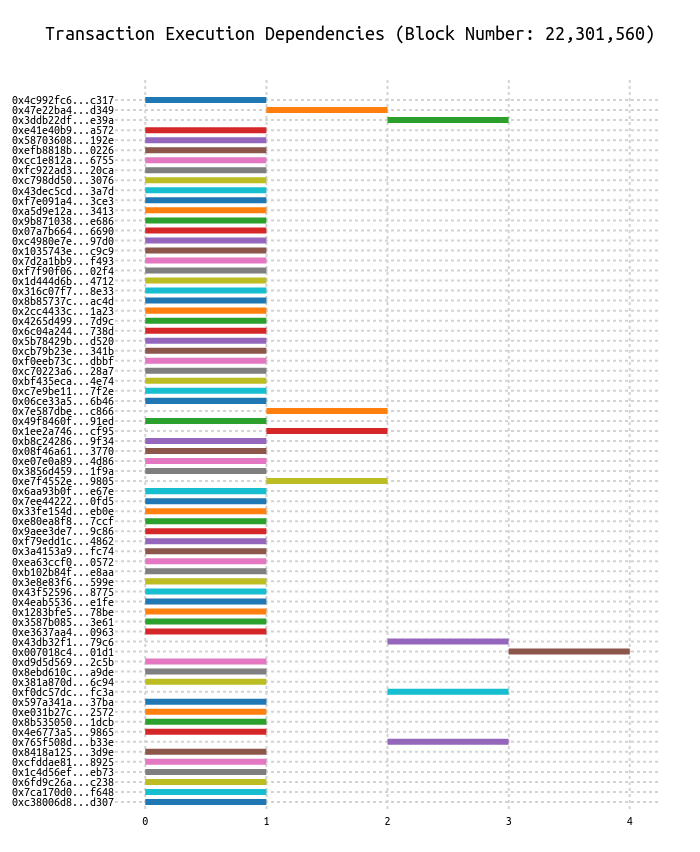 Transaction Execution Dependencies (Block Number: 22,301,560)
0x4c992fc6...c317
0x47e22ba4...d349
0x3ddb22df...e39a
0xe41e40b9...a572
0x58703608...192e
0xefb8818b...0226
0xcc1e812a...6755
0xfc922ad3...20ca
0xc798dd50...3076
0x43dec5cd...3a7d
0xf7e091a4...3ce3
0xa5d9e12a...3413
0x9b871038...e686
0x07a7b664...6690
0xc4980e7e...97d0
0x1035743e...c9c9
0x7d2a1bb9...f493
0xf7f90f06...02f4
0x1d444d6b...4712
0x316c07f7...8e33
0x8b85737c...ac4d
0x2cc4433c...1a23
0x4265d499...7d9c
0x6c04a244...738d
0x5b78429b...d520
0xcb79b23e...341b
0xf0eeb73c...dbbf
0xc70223a6...28a7
0xbf435eca...4e74
0xc7e9be11...7f2e
0x06ce33a5...6b46
0x7e587dbe...c866
0x49f8460f...91ed
0x1ee2a746...cf95
0xb8c24286...9f34
0x08f46a61...3770
0xe07e0a89...4d86
0x3856d459...1f9a
0xe7f4552e...9805
0x6aa93b0f...e67e
0x7ee44222...0fd5
0x33fe154d...eb0e
0xe80ea8f8...7ccf
0x9aee3de7...9c86
0xf79edd1c...4862
0x3a4153a9...fc74
0xea63ccf0...0572
0xb102b84f...e8aa
0x3e8e83f6...599e
0x43f52596...8775
0x4eab5536...e1fe
0x1283bfe5...78be
0x3587b085...3e61
0xe3637aa4...0963
0x43db32f1...79c6
0x007018c4...01d1
0xd9d5d569...2c5b
0x8ebd610c...a9de
0x381a870d...6c94
0xf0dc57dc...fc3a
0x597a341a...37ba
0xe031b27c...2572
0x8b535050...1dcb
0x4e6773a5...9865
0x765f508d...b33e
0x8418a125...3d9e
0xcfddae81...8925
0x1c4d56ef...eb73
0x6fd9c26a...c238
0x7ca170d0...f648
0xc38006d8...d307
0 1 2 3 4